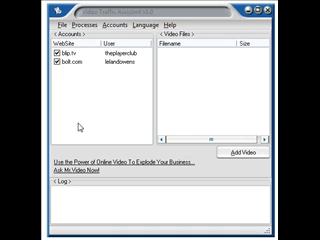 Video Traffic Assistant v1.0
File Processes Accounts Language Help
< Accounts >
WebSite User
blip.tv theplayerclub
bolt.com lelandowens
< Video Files >
Filename Size
Add Video
Use the Power of Online Video To Explode Your Business...
Ask Mr.Video Now!
< Log >